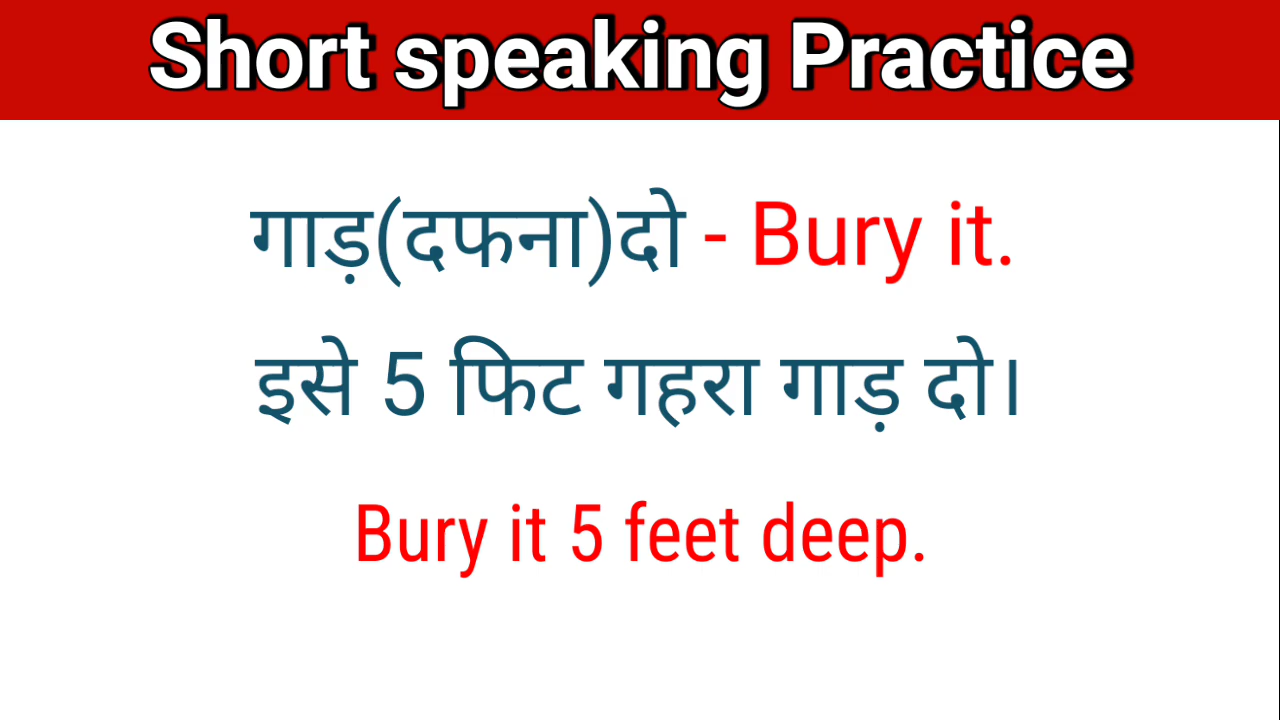 Short speaking Practice
गाड़(दफना)दो - Bury it.
इसे 5 फिट गहरा गाड़ दो।
Bury it 5 feet deep.